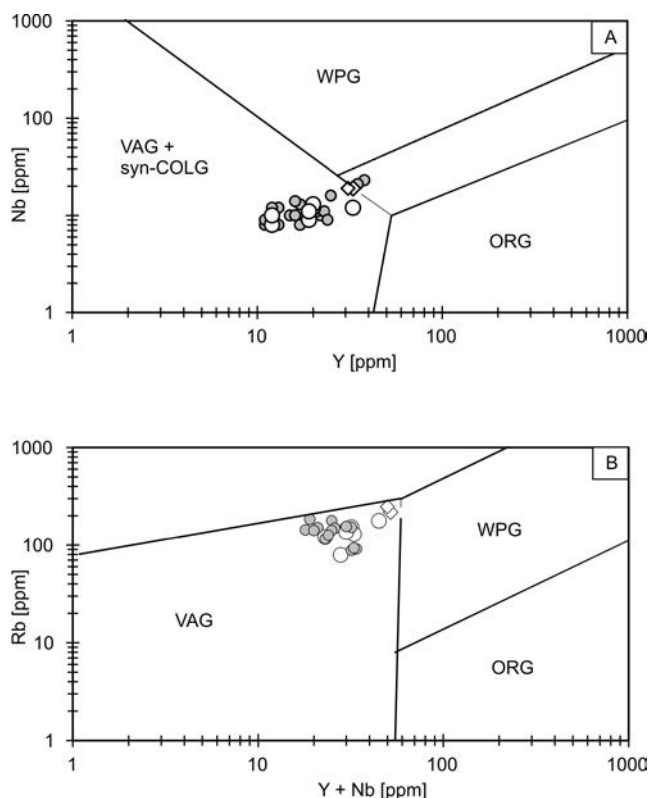 1000
A
WPG
100
VAG +
syn-COLG
Nb [ppm]
10
ORG
1
1 10 100 1000
Y [ppm]
1000
B
100
WPG
Rb [ppm]
VAG
10
ORG
1
1 10 100 1000
Y + Nb [ppm]